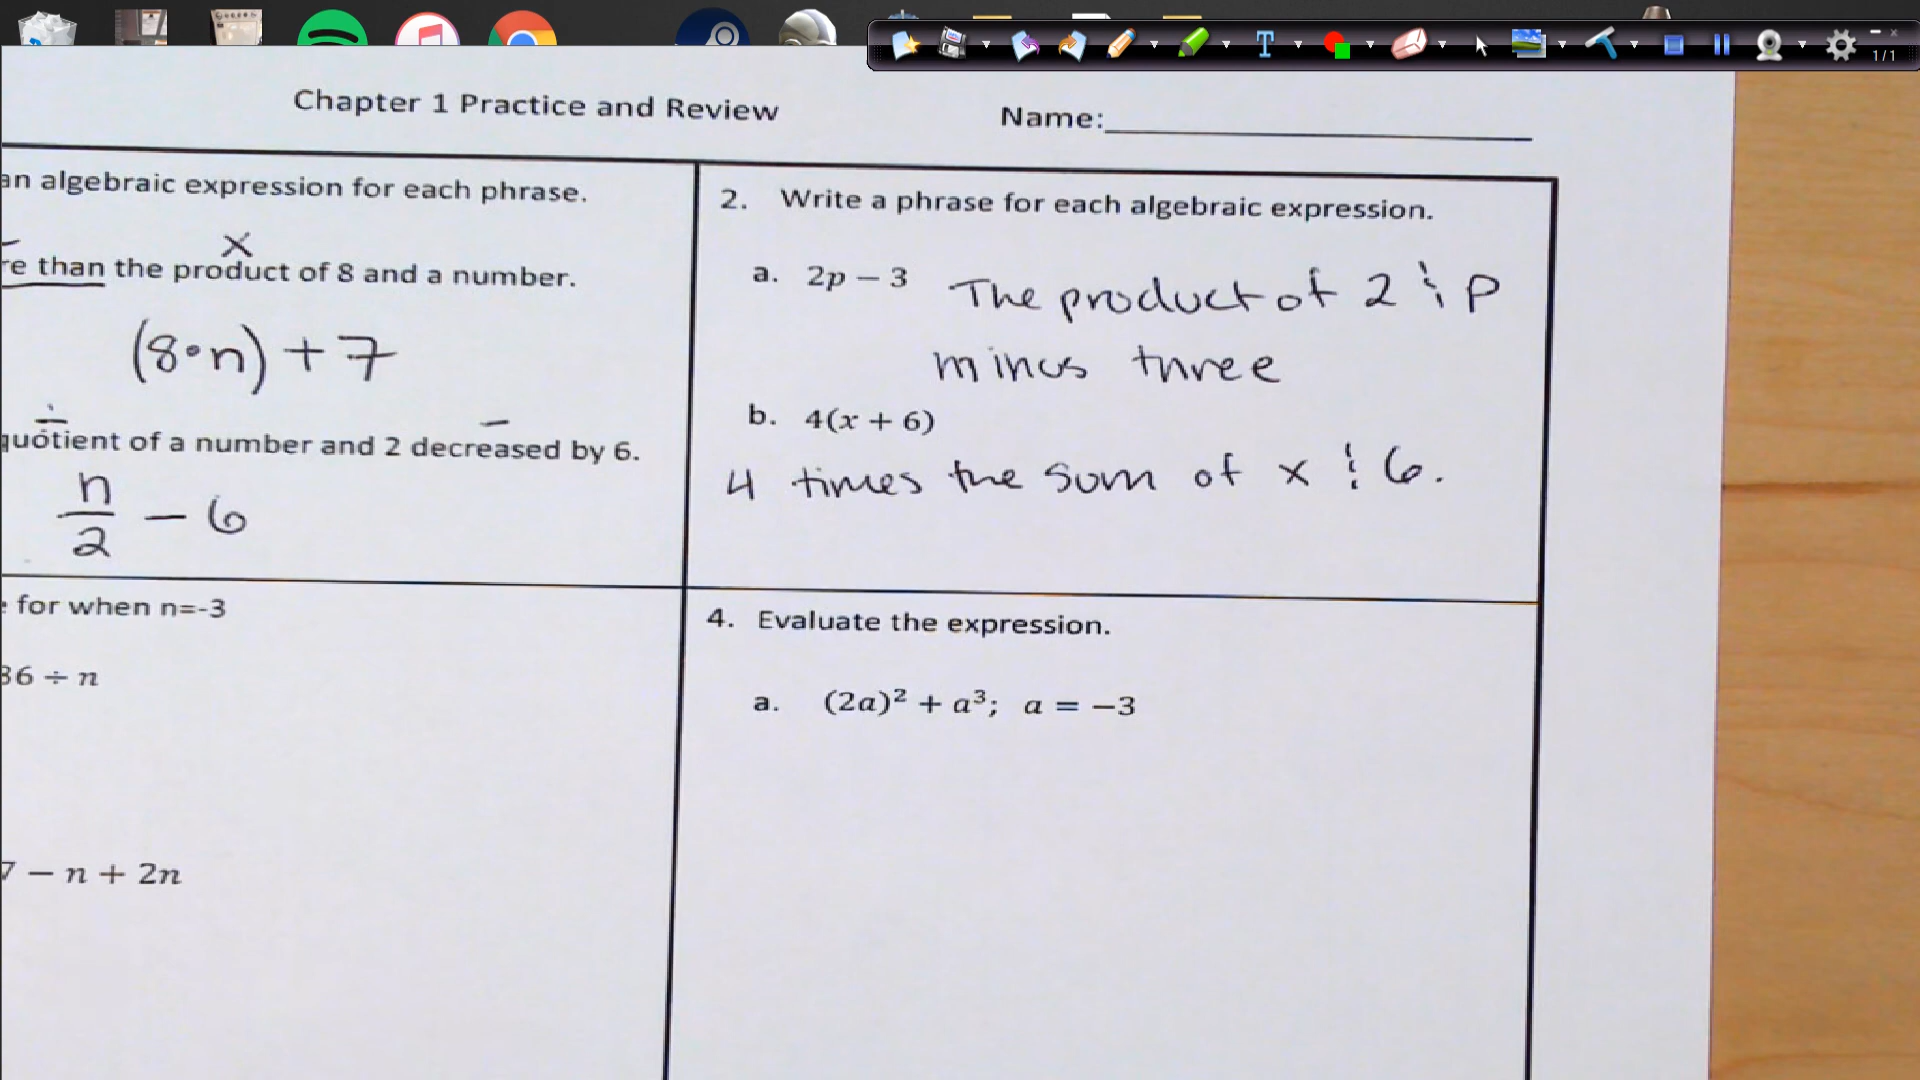 1/1
Chapter 1 Practice and Review
Name:
an algebraic expression for each phrase.
x
re than the product of 8 and a number.
(8•n) + 7
÷ −
quotient of a number and 2 decreased by 6.
n/2 − 6
2. Write a phrase for each algebraic expression.
a. 2p − 3 The product of 2 & p
minus three
b. 4(x + 6)
4 times the sum of x & 6.
for when n=-3
36 ÷ n
7 − n + 2n
4. Evaluate the expression.
a. (2a)² + a³; a = −3